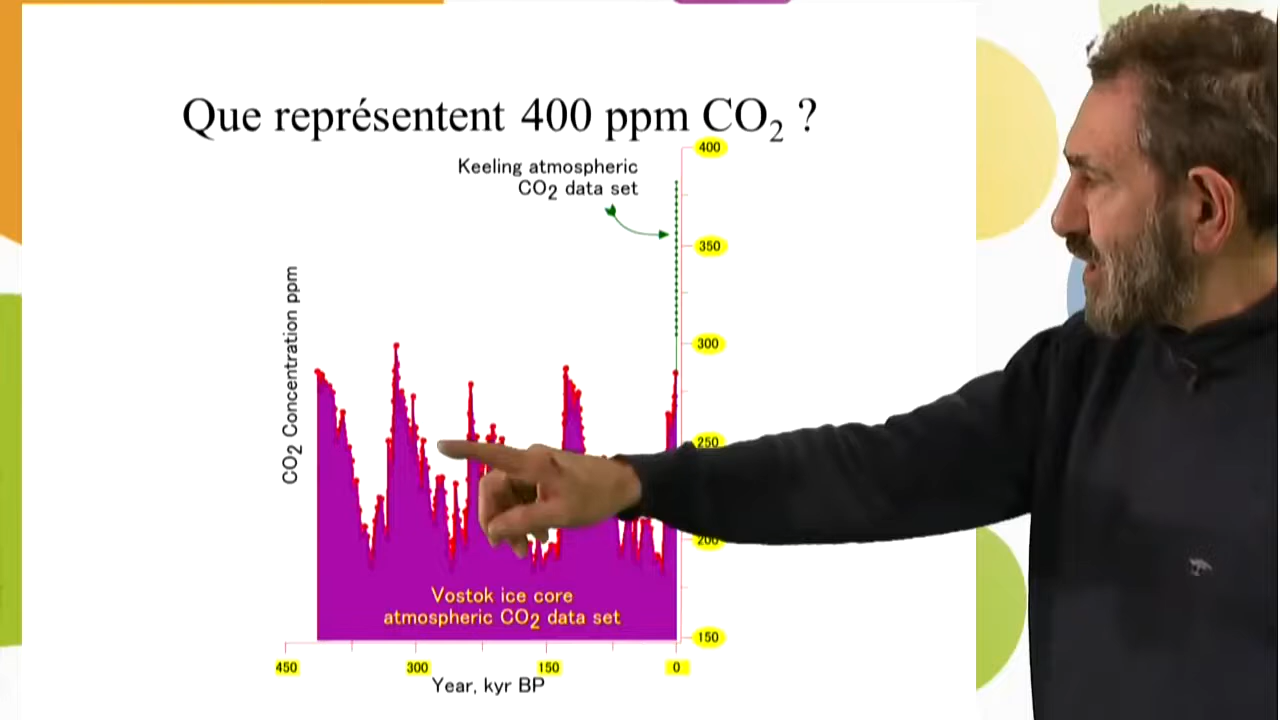 Que représentent 400 ppm CO₂ ?
400
Keeling atmospheric
CO2 data set
350
300
250
200
150
CO2 Concentration ppm
Vostok ice core
atmospheric CO2 data set
450 300 150 0
Year, kyr BP